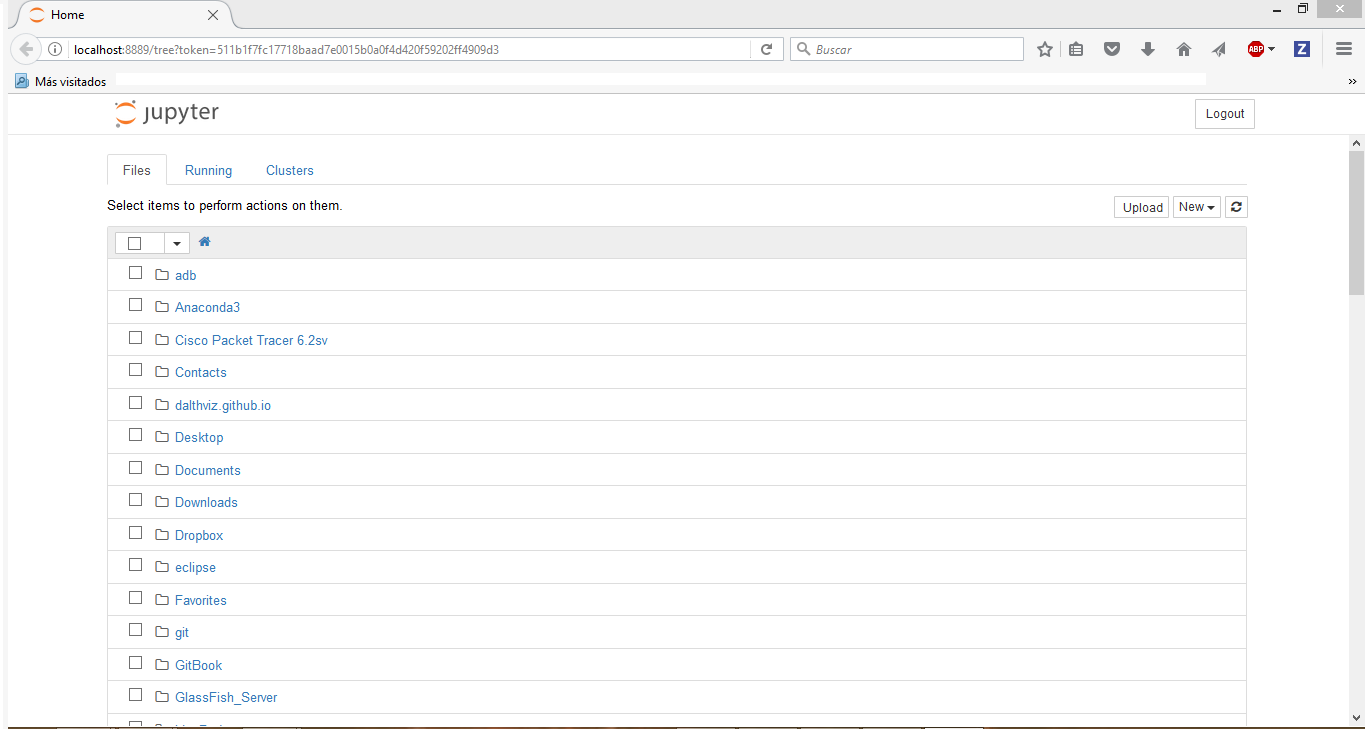 Home
localhost:8889/tree?token=511b1f7fc17718baad7e0015b0a0f4d420f59202ff4909d3
Buscar
ABP
Z
Más visitados
jupyter
Logout
Files Running Clusters
Select items to perform actions on them.
Upload New
adb
Anaconda3
Cisco Packet Tracer 6.2sv
Contacts
dalthviz.github.io
Desktop
Documents
Downloads
Dropbox
eclipse
Favorites
git
GitBook
GlassFish_Server